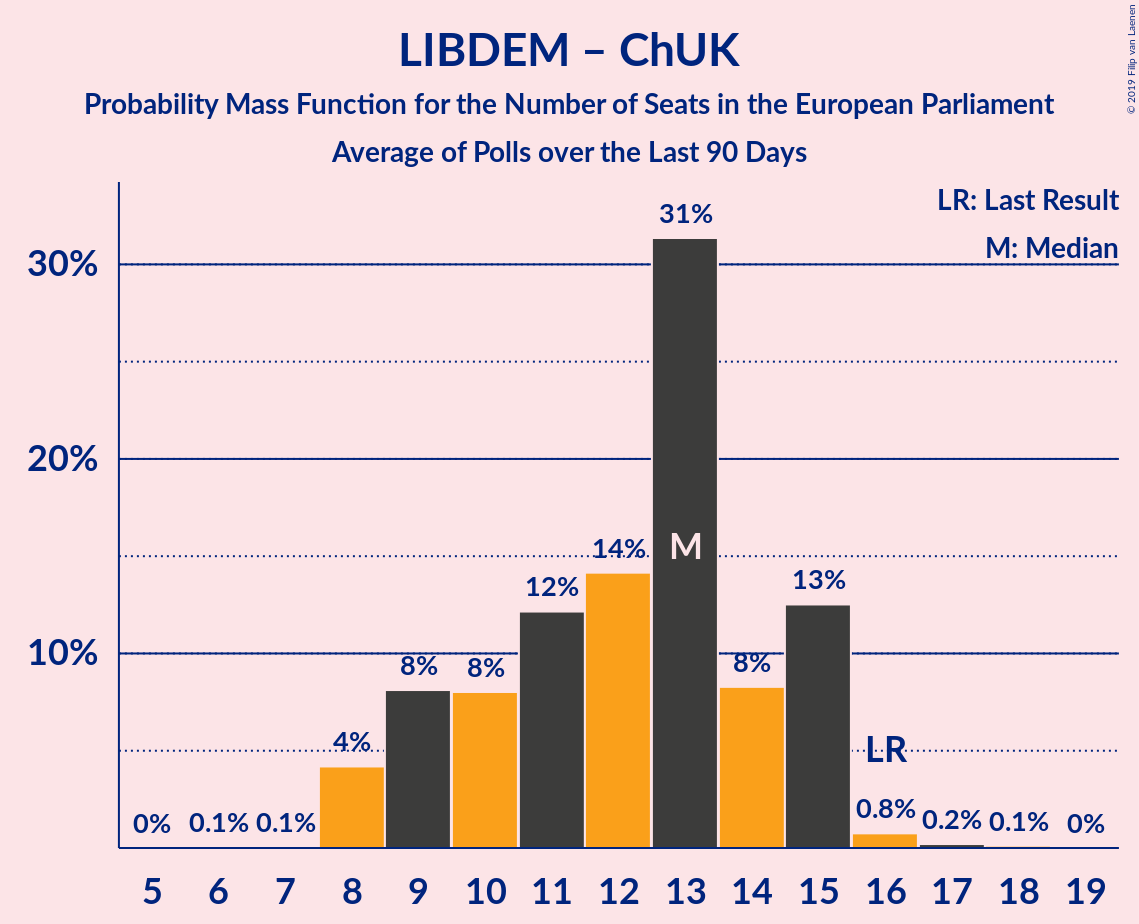 LIBDEM – ChUK
Probability Mass Function for the Number of Seats in the European Parliament
Average of Polls over the Last 90 Days
© 2019 Filip van Laenen
LR: Last Result
M: Median
30%
20%
10%
0%
0.1%
0.1%
4%
8%
8%
12%
14%
31%
M
8%
13%
LR
0.8%
0.2%
0.1%
0%
5 6 7 8 9 10 11 12 13 14 15 16 17 18 19